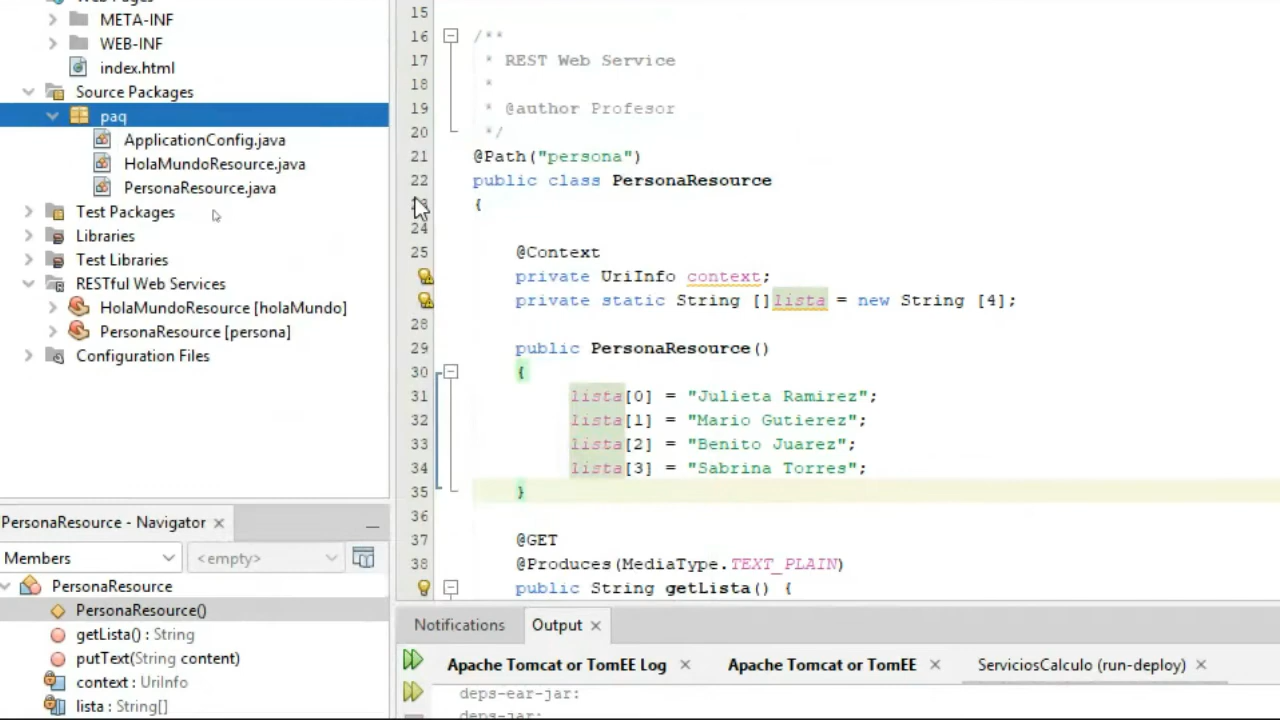 META-INF
WEB-INF
index.html
Source Packages
paq
ApplicationConfig.java
HolaMundoResource.java
PersonaResource.java
Test Packages
Libraries
Test Libraries
RESTful Web Services
HolaMundoResource [holaMundo]
PersonaResource [persona]
Configuration Files
PersonaResource - Navigator
Members
<empty>
PersonaResource
PersonaResource()
getLista() : String
putText(String content)
context : UriInfo
lista : String[]
15
16 /**
17 * REST Web Service
18 *
19 * @author Profesor
20 */
21 @Path("persona")
22 public class PersonaResource
23 {
24
25 @Context
private UriInfo context;
private static String []lista = new String [4];
28
29 public PersonaResource()
30 {
31 lista[0] = "Julieta Ramirez";
32 lista[1] = "Mario Gutierez";
33 lista[2] = "Benito Juarez";
34 lista[3] = "Sabrina Torres";
35 }
36
37 @GET
38 @Produces(MediaType.TEXT_PLAIN)
public String getLista() {
Notifications Output
Apache Tomcat or TomEE Log Apache Tomcat or TomEE ServiciosCalculo (run-deploy)
deps-ear-jar:
deps-jar: